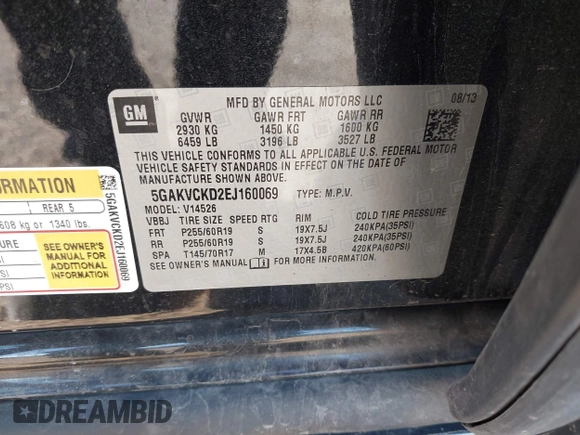 GM
MFD BY GENERAL MOTORS LLC 08/13
GVWR GAWR FRT GAWR RR
2930 KG 1450 KG 1600 KG
6459 LB 3196 LB 3527 LB
THIS VEHICLE CONFORMS TO ALL APPLICABLE U.S. FEDERAL MOTOR
VEHICLE SAFETY STANDARDS IN EFFECT ON THE DATE OF
MANUFACTURE SHOWN ABOVE.
5GAKVCKD2EJ160069 TYPE: M.P.V.
MODEL: V14526
VBBJ TIRE SIZE SPEED RTG RIM COLD TIRE PRESSURE
FRT P255/60R19 S 19X7.5J 240KPA(35PSI)
RR P255/60R19 S 19X7.5J 240KPA(35PSI)
SPA T145/70R17 M 17X4.5B 420KPA(60PSI)
SEE OWNER'S MANUAL FOR MORE INFORMATION.
ORMATION
REAR 5
608 kg or 1340 lbs.
SURE
SEE OWNER'S
MANUAL FOR
ADDITIONAL
INFORMATION
PSI
PSI
PSI
5GAKVCKD2EJ160069
DREAMBID